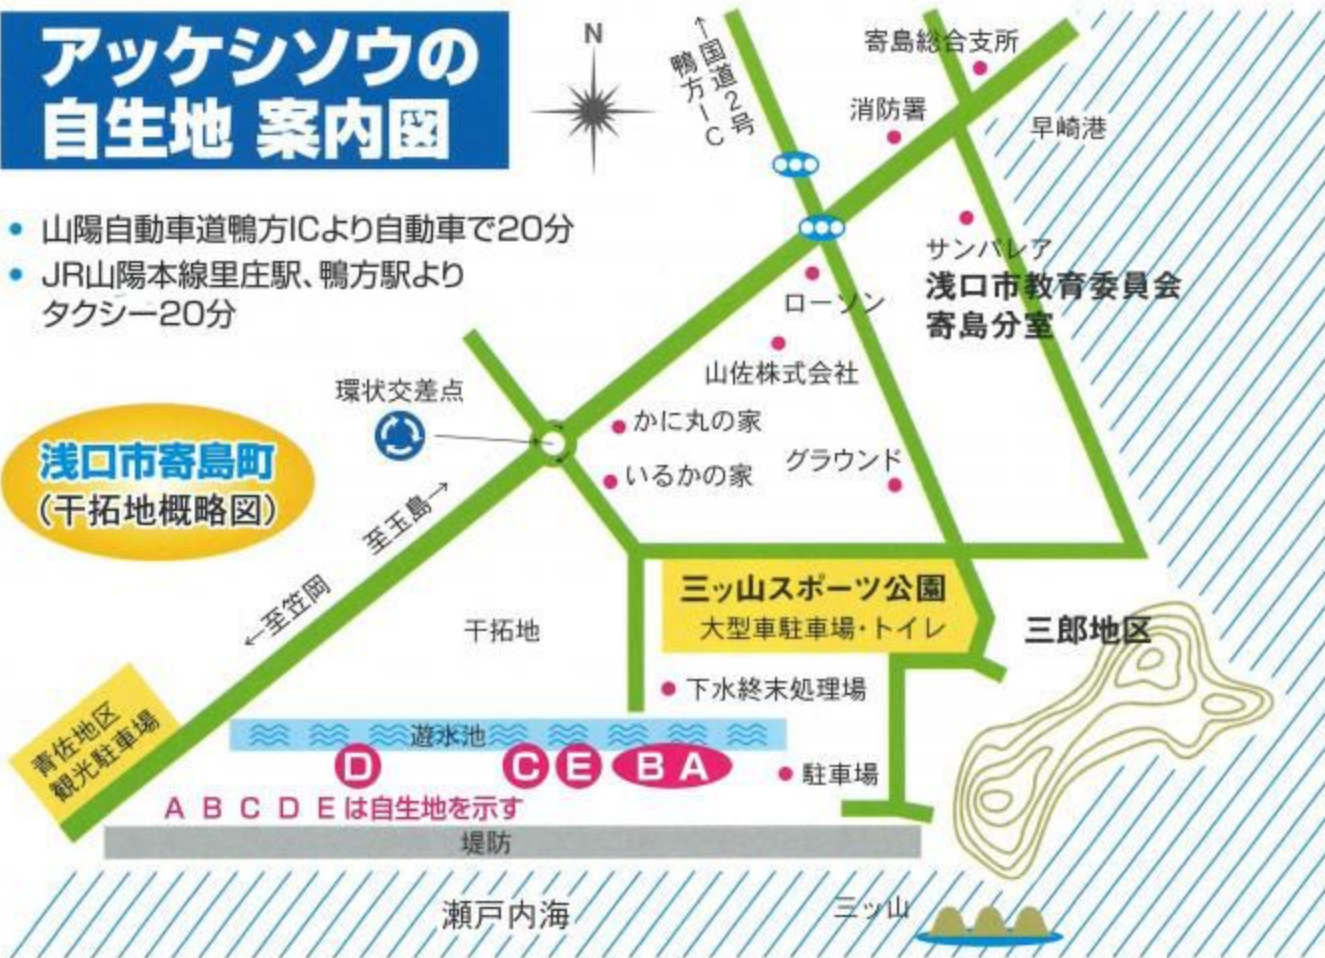 アッケシソウの
自生地 案内図
N
↑国道2号
鴨方IC
寄島総合支所
消防署
早崎港
• 山陽自動車道鴨方ICより自動車で20分
• JR山陽本線里庄駅、鴨方駅より
タクシー20分
サンパレア
浅口市教育委員会
寄島分室
ローソン
山佐株式会社
環状交差点
かに丸の家
いるかの家
グラウンド
浅口市寄島町
(干拓地概略図)
至玉島→
←至笠岡
三ッ山スポーツ公園
大型車駐車場・トイレ
干拓地
三郎地区
下水終末処理場
青佐地区
観光駐車場
遊水池
D
C
E
B A
駐車場
A B C D Eは自生地を示す
堤防
瀬戸内海
三ッ山